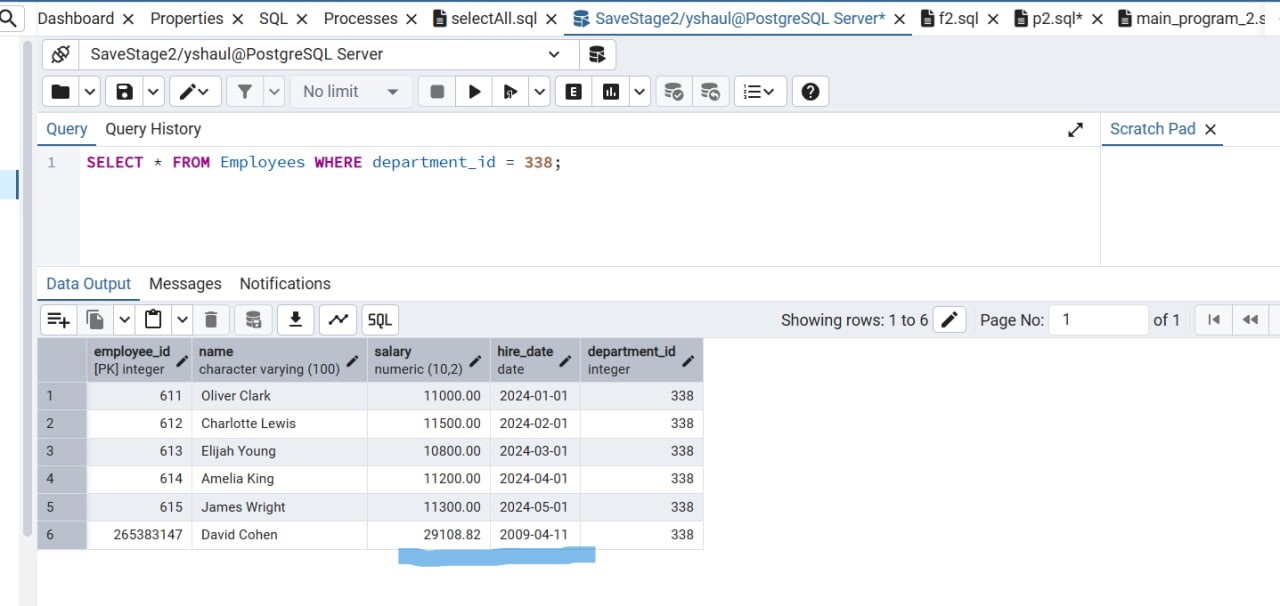 Dashboard Properties SQL Processes selectAll.sql SaveStage2/yshaul@PostgreSQL Server* f2.sql p2.sql* main_program_2.s
SaveStage2/yshaul@PostgreSQL Server
No limit
Query Query History Scratch Pad
1 SELECT * FROM Employees WHERE department_id = 338;
Data Output Messages Notifications
SQL Showing rows: 1 to 6 Page No: 1 of 1
employee_id name salary hire_date department_id
[PK] integer character varying (100) numeric (10,2) date integer
1 611 Oliver Clark 11000.00 2024-01-01 338
2 612 Charlotte Lewis 11500.00 2024-02-01 338
3 613 Elijah Young 10800.00 2024-03-01 338
4 614 Amelia King 11200.00 2024-04-01 338
5 615 James Wright 11300.00 2024-05-01 338
6 265383147 David Cohen 29108.82 2009-04-11 338